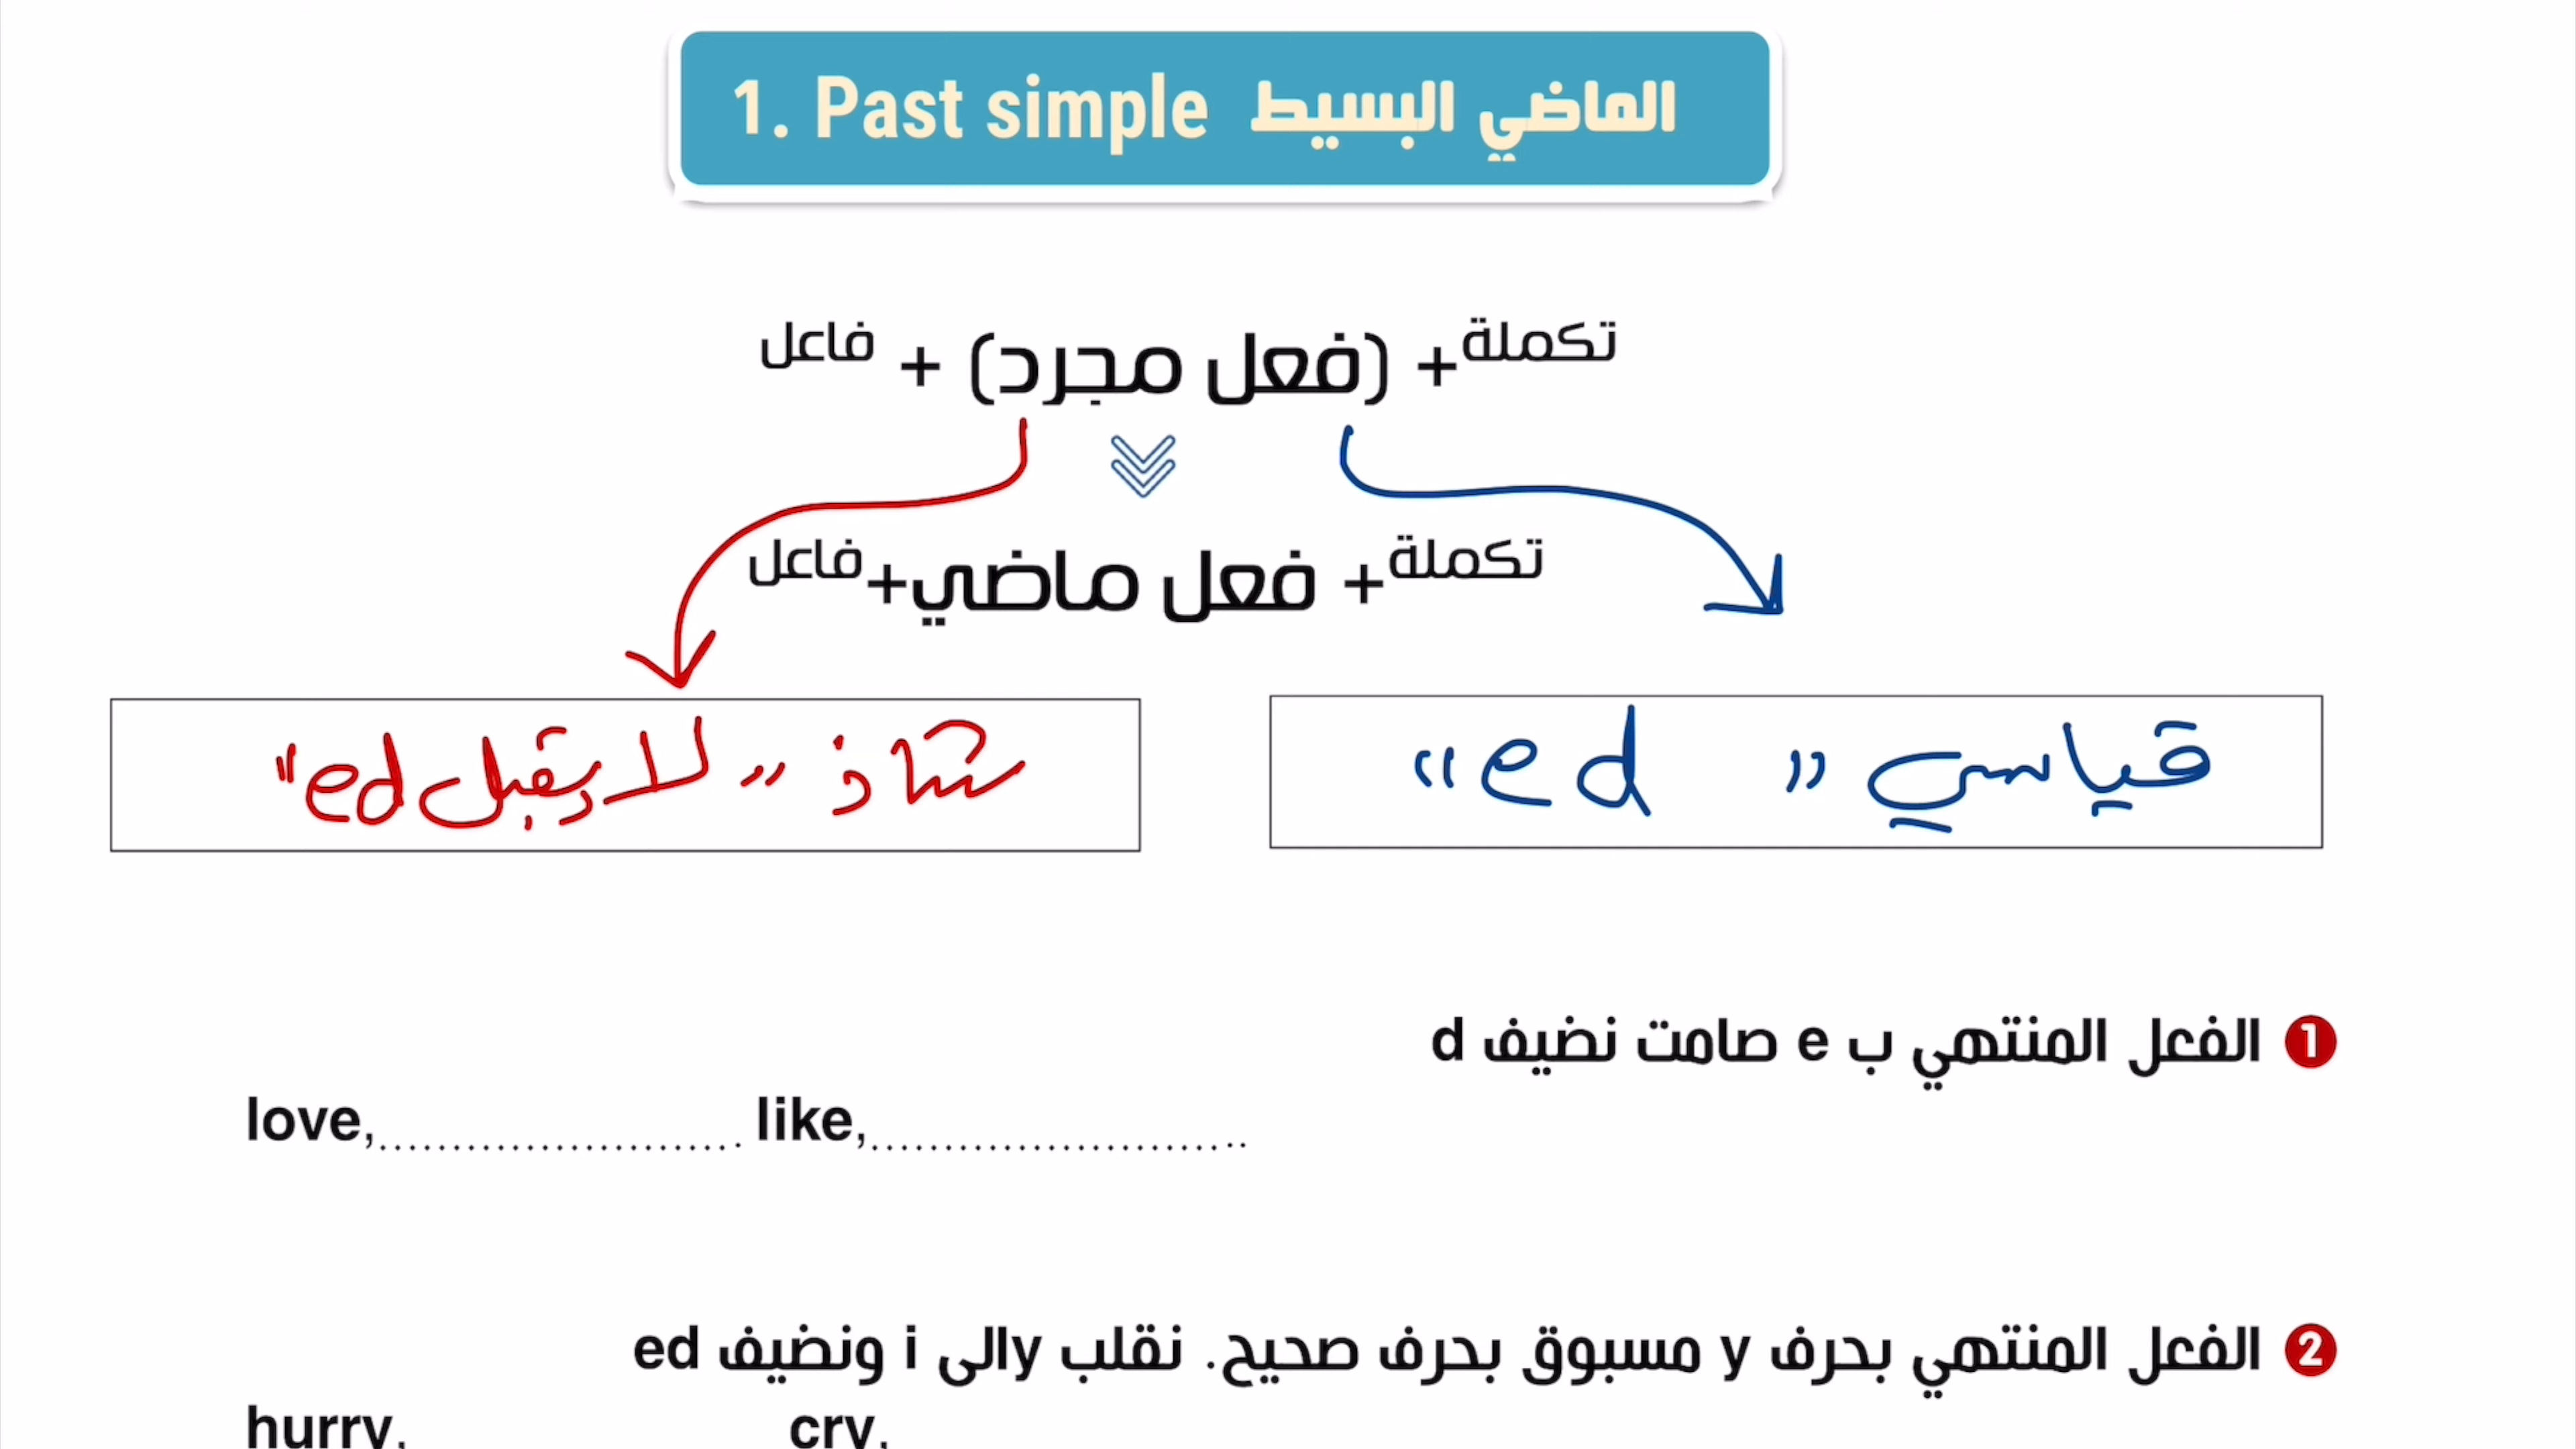 1. Past simple الماضي البسيط
فاعل + (فعل مجرد) +تكملة
فاعل+فعل ماضي +تكملة
قياسي "ed"
شاذ "لا يقبل ed"
1 الفعل المنتهي ب e صامت نضيف d
love,........................ like,........................
2 الفعل المنتهي بحرف y مسبوق بحرف صحيح. نقلب yالى i ونضيف ed
hurry, cry,